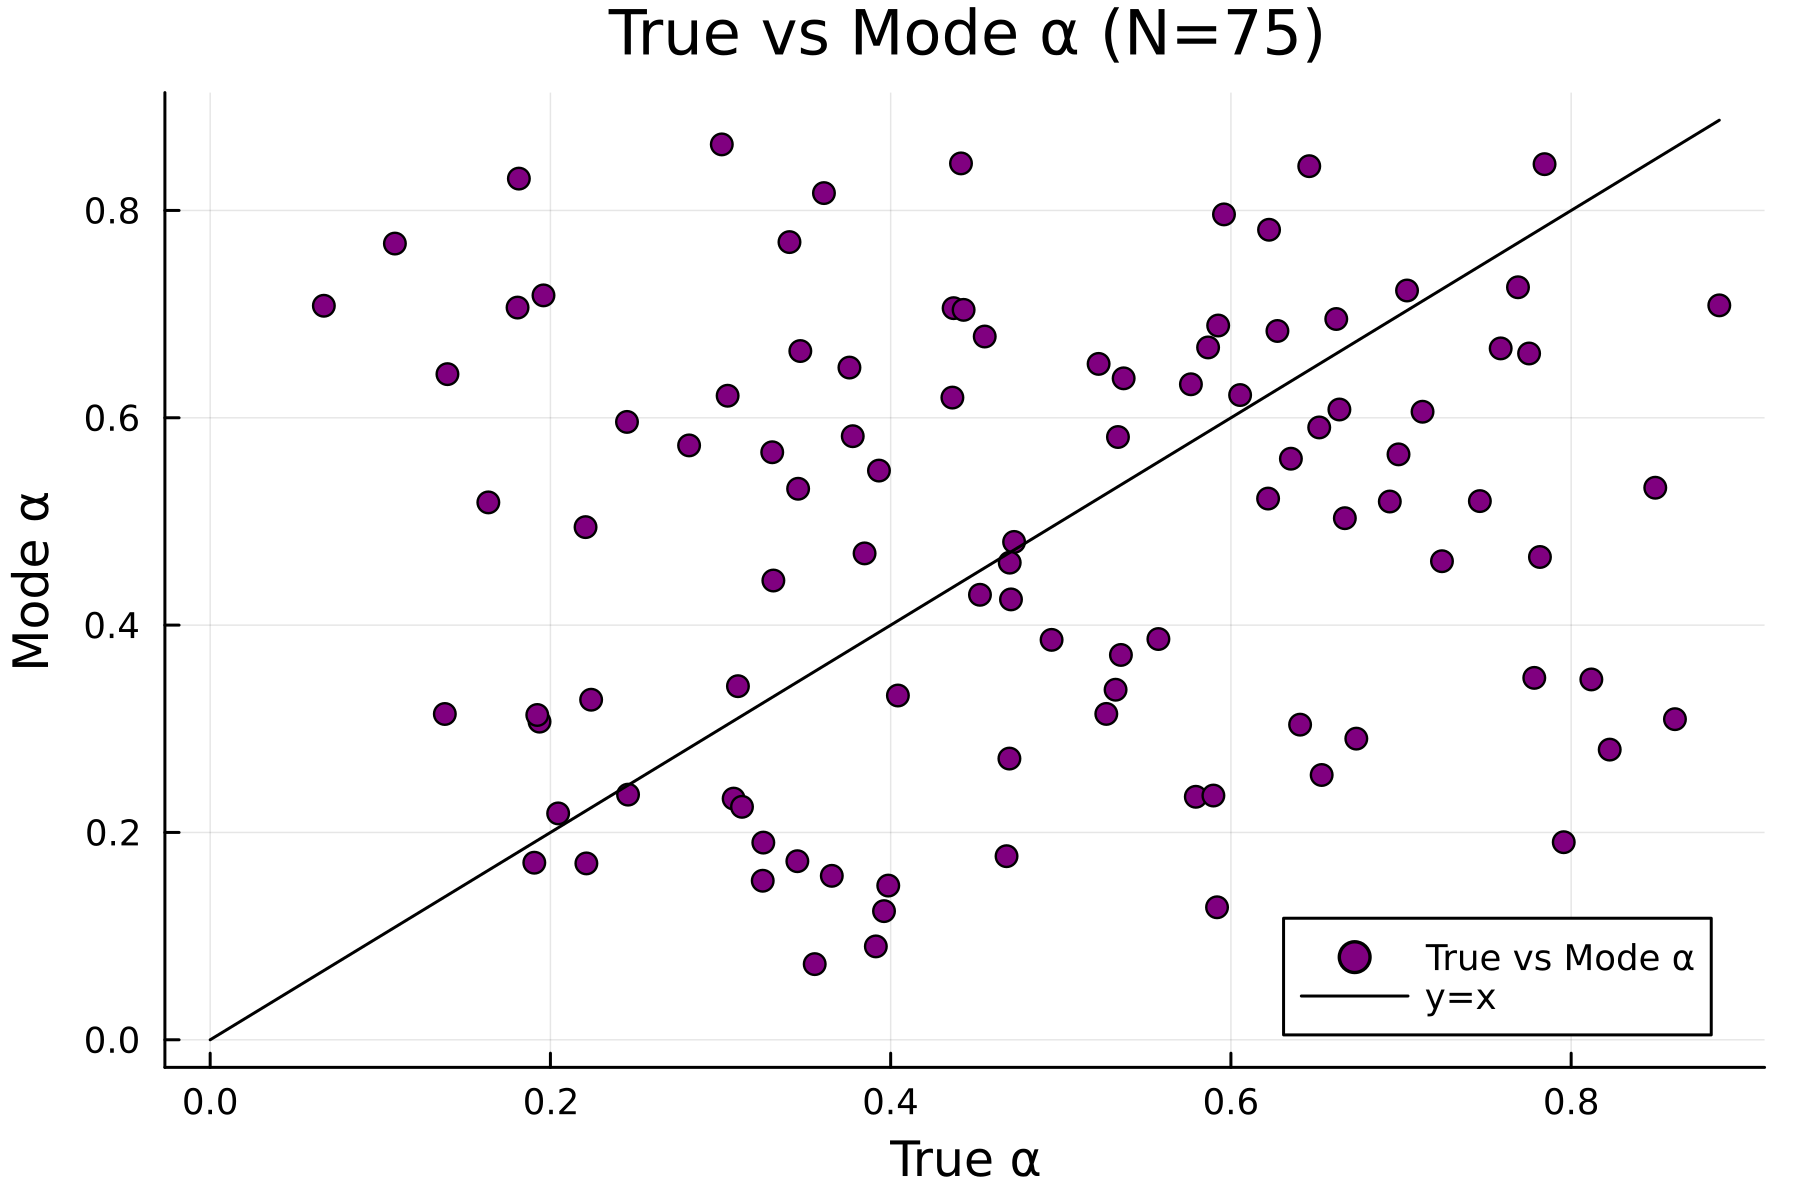 True vs Mode α (N=75)
Mode α
0.8
0.6
0.4
0.2
0.0
0.0 0.2 0.4 0.6 0.8
True α
True vs Mode α
y=x